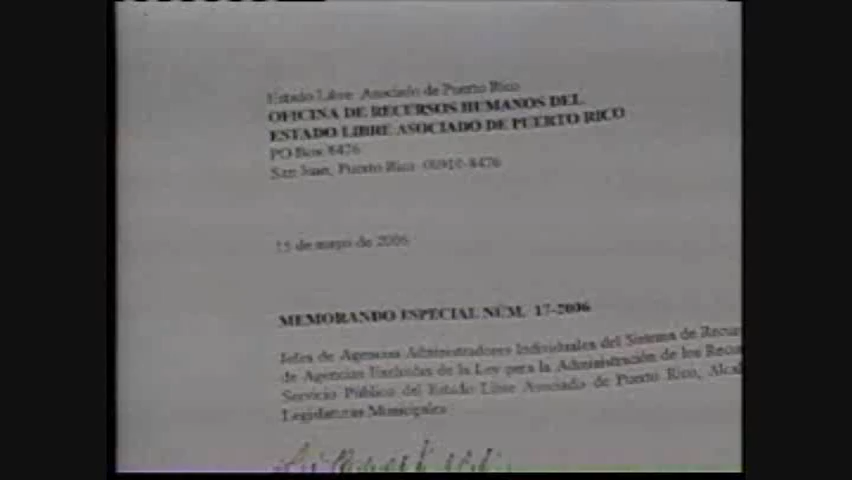 Estado Libre Asociado de Puerto Rico
OFICINA DE RECURSOS HUMANOS DEL
ESTADO LIBRE ASOCIADO DE PUERTO RICO
PO Box 8476
San Juan, Puerto Rico 00910-8476
15 de mayo de 2006
MEMORANDO ESPECIAL NÚM. 17-2006
Jefes de Agencias Administradores Individuales del Sistema de Recur
de Agencias Excluidas de la Ley para la Administración de los Recur
Servicio Público del Estado Libre Asociado de Puerto Rico, Alcal
Legislaturas Municipales